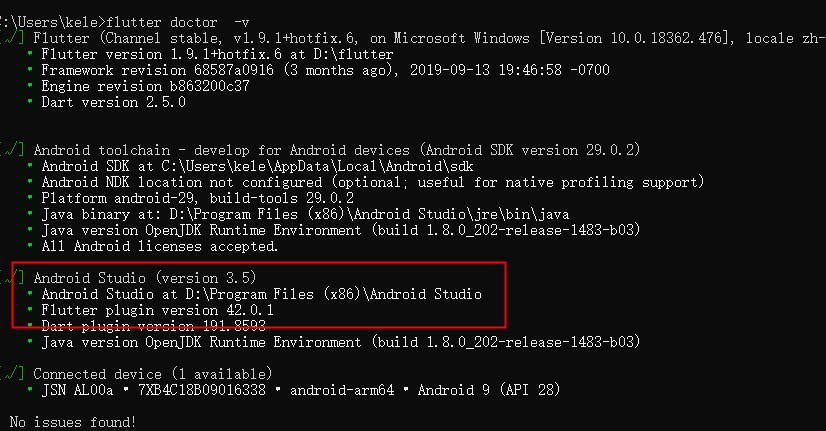 :\Users\kele>flutter doctor  -v
[√] Flutter (Channel stable, v1.9.1+hotfix.6, on Microsoft Windows [Version 10.0.18362.476], locale zh-
• Flutter version 1.9.1+hotfix.6 at D:\flutter
• Framework revision 68587a0916 (3 months ago), 2019-09-13 19:46:58 -0700
• Engine revision b863200c37
• Dart version 2.5.0
[√] Android toolchain - develop for Android devices (Android SDK version 29.0.2)
• Android SDK at C:\Users\kele\AppData\Local\Android\sdk
• Android NDK location not configured (optional; useful for native profiling support)
• Platform android-29, build-tools 29.0.2
• Java binary at: D:\Program Files (x86)\Android Studio\jre\bin\java
• Java version OpenJDK Runtime Environment (build 1.8.0_202-release-1483-b03)
• All Android licenses accepted.
[√] Android Studio (version 3.5)
• Android Studio at D:\Program Files (x86)\Android Studio
• Flutter plugin version 42.0.1
• Dart plugin version 191.8593
• Java version OpenJDK Runtime Environment (build 1.8.0_202-release-1483-b03)
[√] Connected device (1 available)
• JSN AL00a • 7XB4C18B09016338 • android-arm64 • Android 9 (API 28)
No issues found!